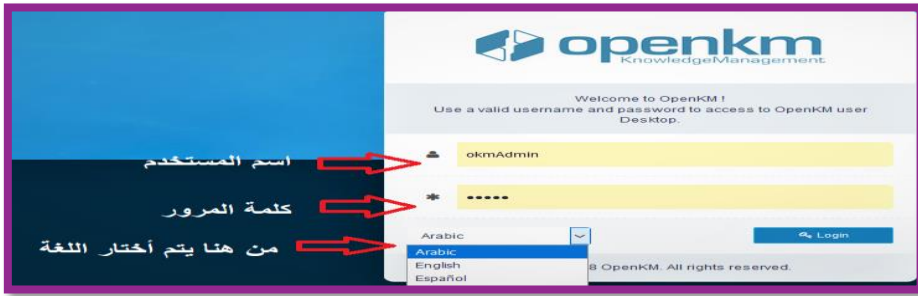 openkm
KnowledgeManagement
Welcome to OpenKM !
Use a valid username and password to access to OpenKM user
Desktop.
اسم المستخدم
okmAdmin
كلمة المرور
•••••
من هنا يتم أختار اللغة
Arabic
Login
Arabic
English
Español
8 OpenKM. All rights reserved.